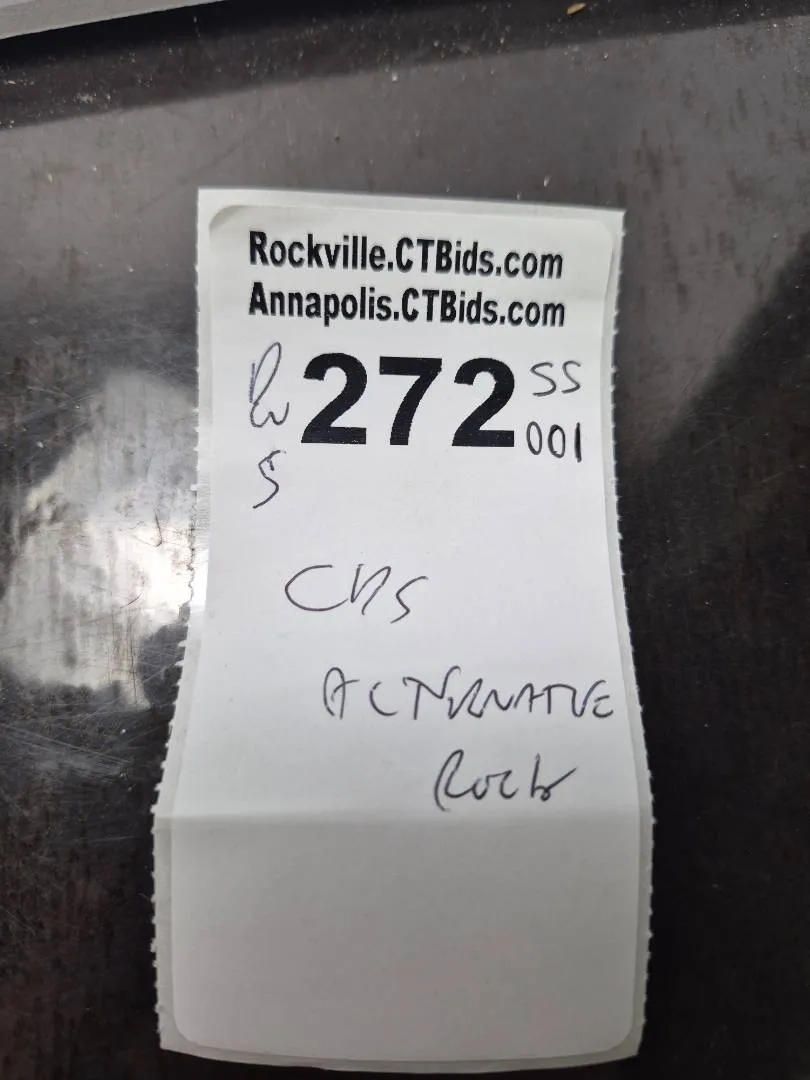 Rockville.CTBids.com
Annapolis.CTBids.com
272 SS
001
S
CDS
ALTERNATIVE
Rock